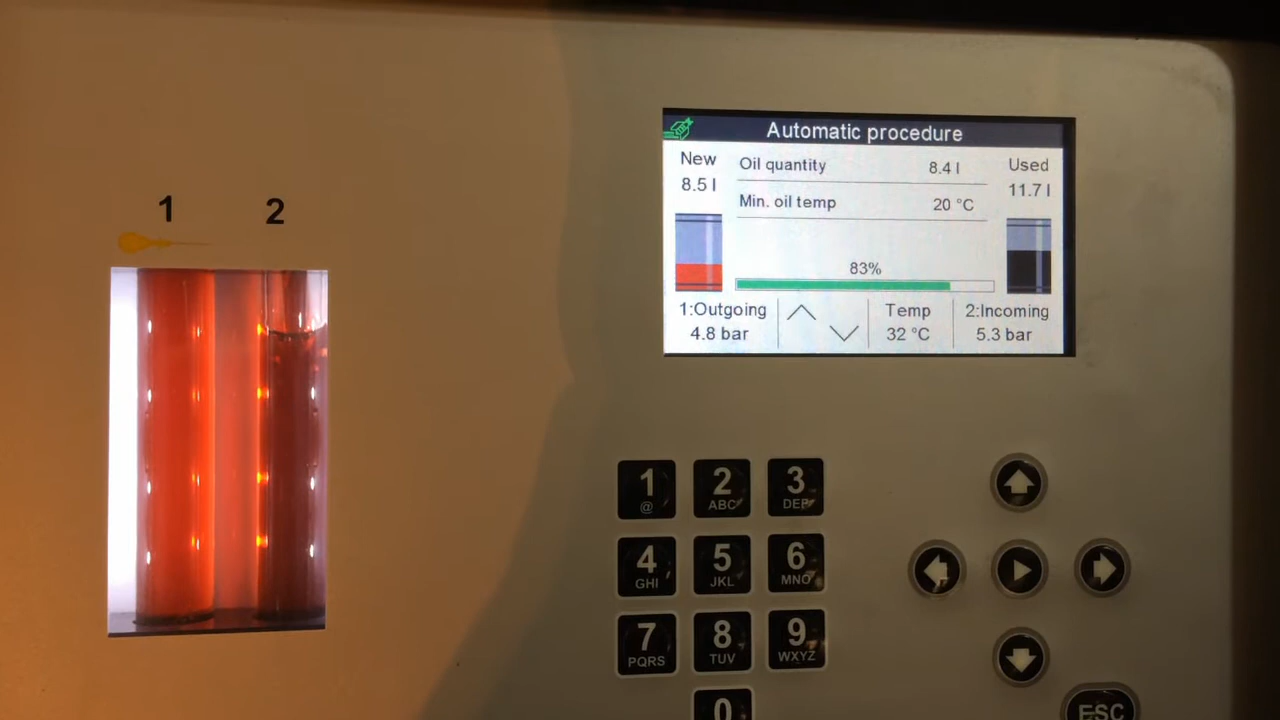 1 2
Automatic procedure
New
8.5 l
Oil quantity 8.4 l
Min. oil temp 20 °C
Used
11.7 l
83%
1:Outgoing
4.8 bar
Temp
32 °C
2:Incoming
5.3 bar
1 2 3
@ ABC DEF
4 5 6
GHI JKL MNO
7 8 9
PQRS TUV WXYZ
0
ESC